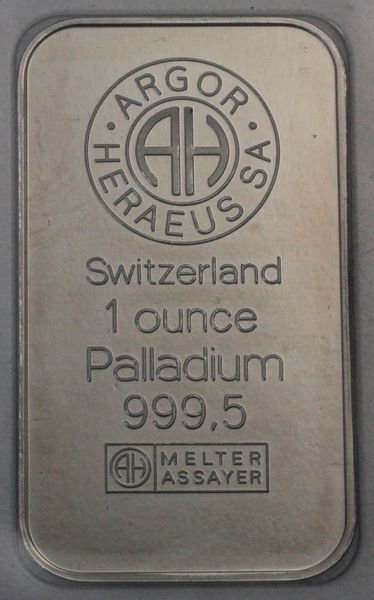 · ARGOR ·
HERAEUS SA
AH
Switzerland
1 ounce
Palladium
999,5
AH MELTER
ASSAYER